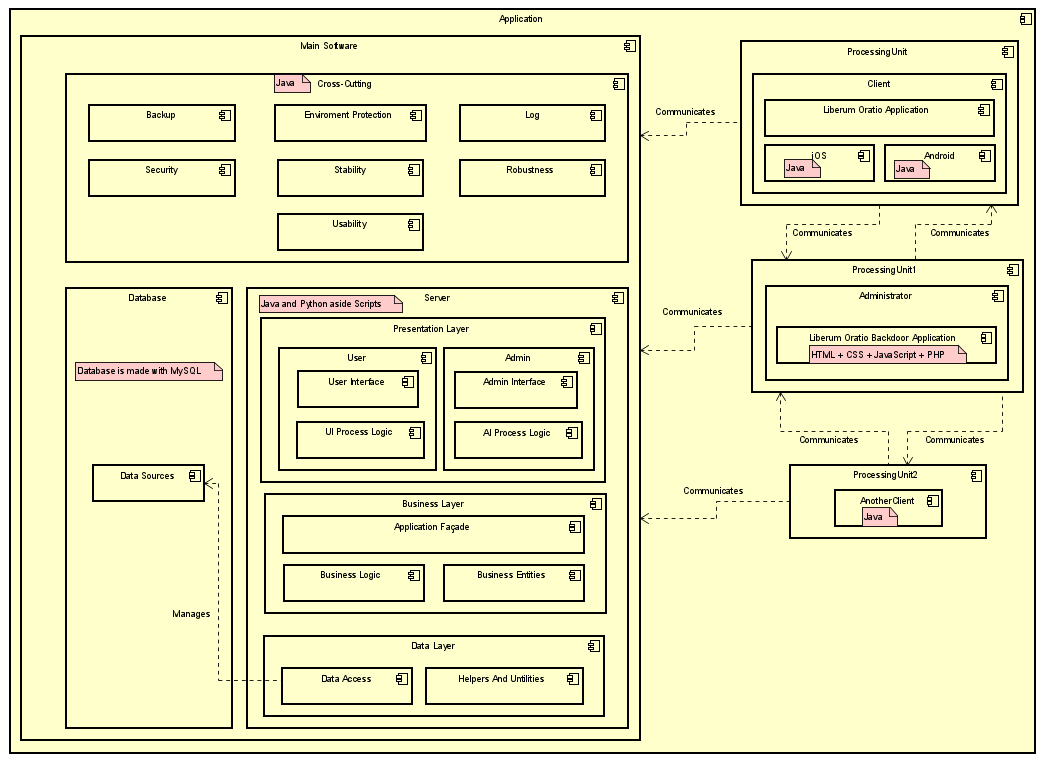 Application
Main Software
Java
Cross-Cutting
Backup
Enviroment Protection
Log
Security
Stability
Robustness
Usability
Communicates
ProcessingUnit
Client
Liberum Oratio Application
iOS
Java
Android
Java
Communicates
Communicates
Database
Database is made with MySQL
Data Sources
Manages
Java and Python aside Scripts
Server
Presentation Layer
User
User Interface
UI Process Logic
Admin
Admin Interface
AI Process Logic
Business Layer
Application Façade
Business Logic
Business Entities
Data Layer
Data Access
Helpers And Untilities
Communicates
ProcessingUnit1
Administrator
Liberum Oratio Backdoor Application
HTML + CSS + JavaScript + PHP
Communicates
Communicates
Communicates
ProcessingUnit2
AnotherClient
Java